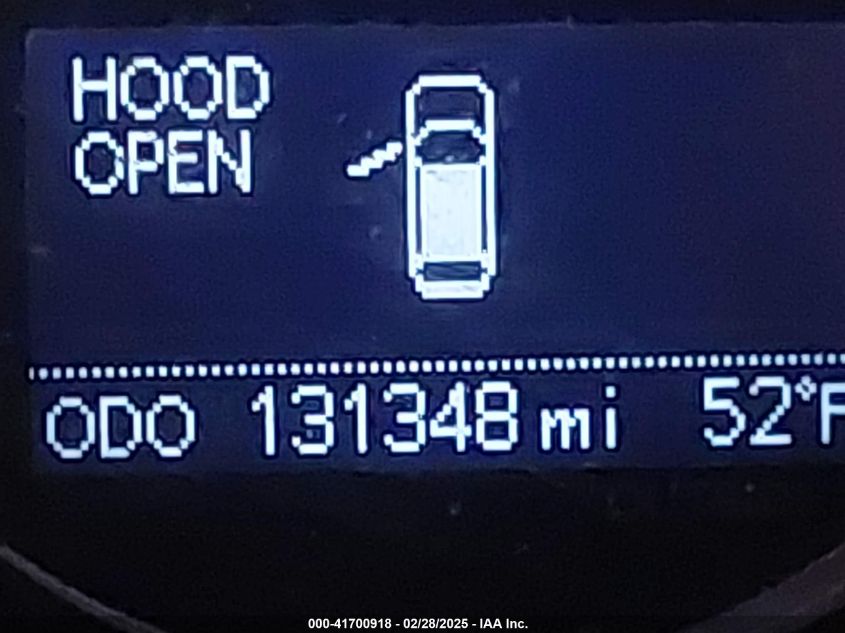 HOOD
OPEN
ODO 131348 mi 52°F
000-41700918 - 02/28/2025 - IAA Inc.